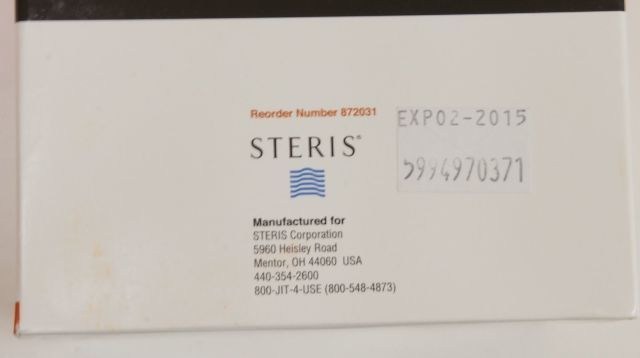 Reorder Number 872031
EXP02-2015
STERIS®
5994970371
Manufactured for
STERIS Corporation
5960 Heisley Road
Mentor, OH 44060 USA
440-354-2600
800-JIT-4-USE (800-548-4873)